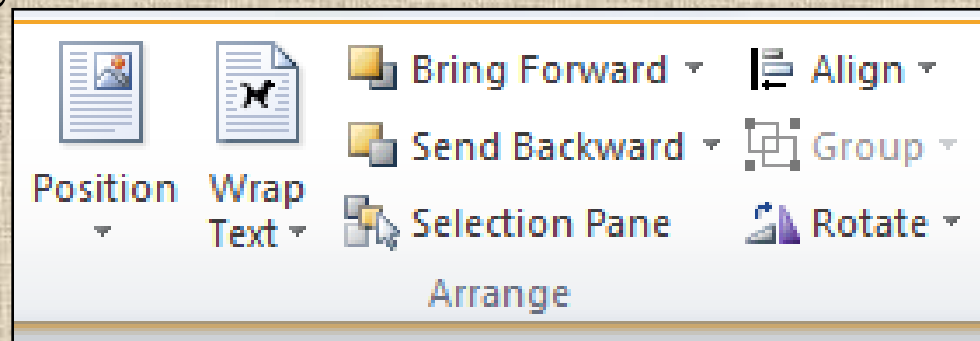 Position
Wrap
Text
Bring Forward
Send Backward
Selection Pane
Align
Group
Rotate
Arrange